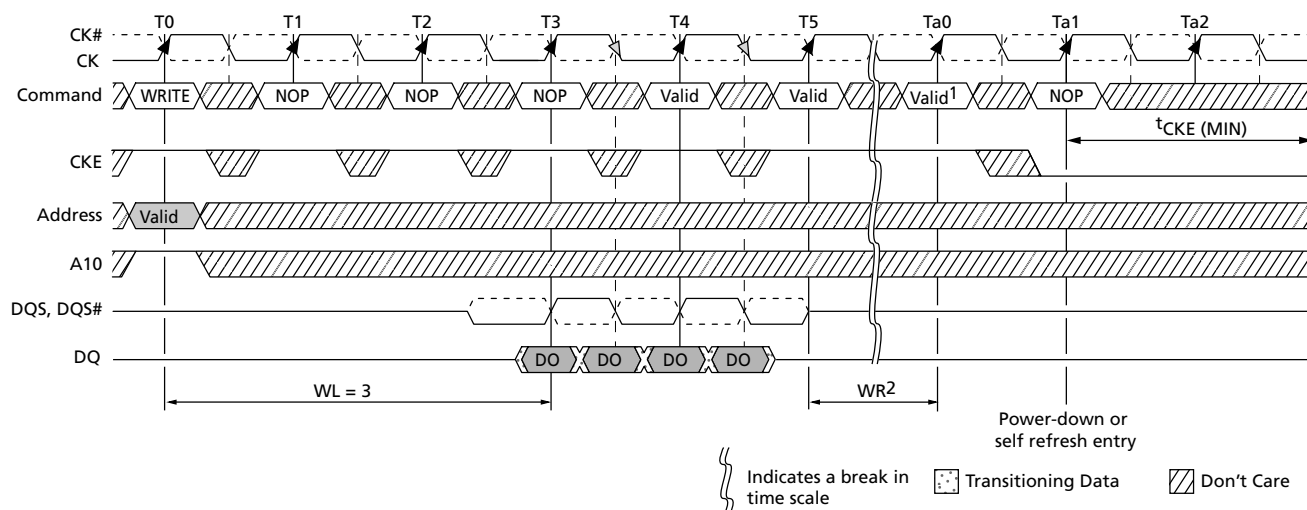 T0 T1 T2 T3 T4 T5 Ta0 Ta1 Ta2
CK#
CK
Command WRITE NOP NOP NOP Valid Valid Valid1 NOP
tCKE (MIN)
CKE
Address Valid
A10
DQS, DQS#
DQ DO DO DO DO
WL = 3 WR2
Power-down or
self refresh entry
Indicates a break in
time scale
Transitioning Data
Don't Care